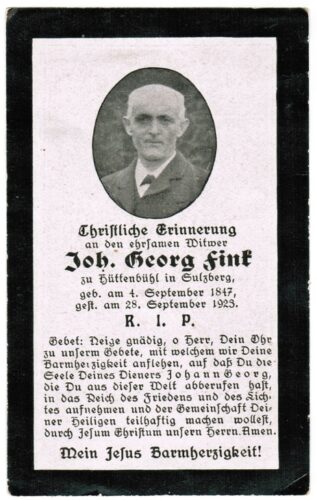 Christliche Erinnerung
an den ehrsamen Witwer
Joh. Georg Fink
zu Hüttenbühl in Sulzberg,
geb. am 4. September 1847,
gest. am 28. September 1923.
R. I. P.
Gebet: Neige gnädig, o Herr, Dein Ohr
zu unserm Gebete, mit welchem wir Deine
Barmherzigkeit anflehen, auf daß Du die
Seele Deines Dieners Johann Georg,
die Du aus dieser Welt abberufen hast,
in das Reich des Friedens und des Lich-
tes aufnehmen und der Gemeinschaft Dei-
ner Heiligen teilhaftig machen wollest,
durch Jesum Christum unsern Herrn. Amen.
Mein Jesus Barmherzigkeit!